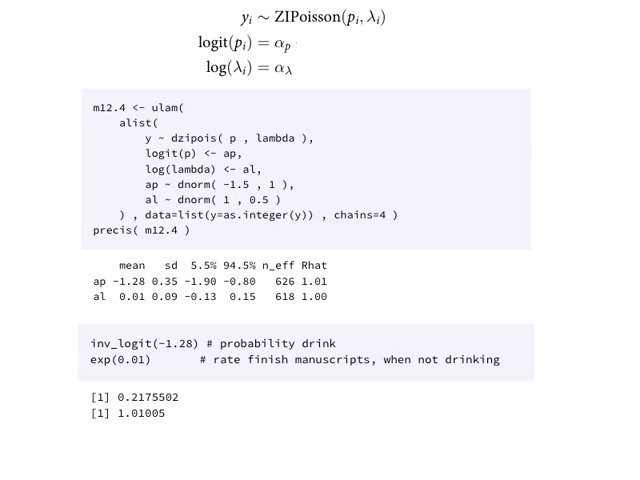 yᵢ ∼ ZIPoisson(pᵢ, λᵢ)
logit(pᵢ) = αₚ
log(λᵢ) = α_λ
m12.4 <- ulam(
    alist(
        y ~ dzipois( p , lambda ),
        logit(p) <- ap,
        log(lambda) <- al,
        ap ~ dnorm( -1.5 , 1 ),
        al ~ dnorm( 1 , 0.5 )
    ) , data=list(y=as.integer(y)) , chains=4 )
precis( m12.4 )
    mean   sd  5.5% 94.5% n_eff Rhat
ap -1.28 0.35 -1.90 -0.80   626 1.01
al  0.01 0.09 -0.13  0.15   618 1.00
inv_logit(-1.28) # probability drink
exp(0.01)       # rate finish manuscripts, when not drinking
[1] 0.2175502
[1] 1.01005